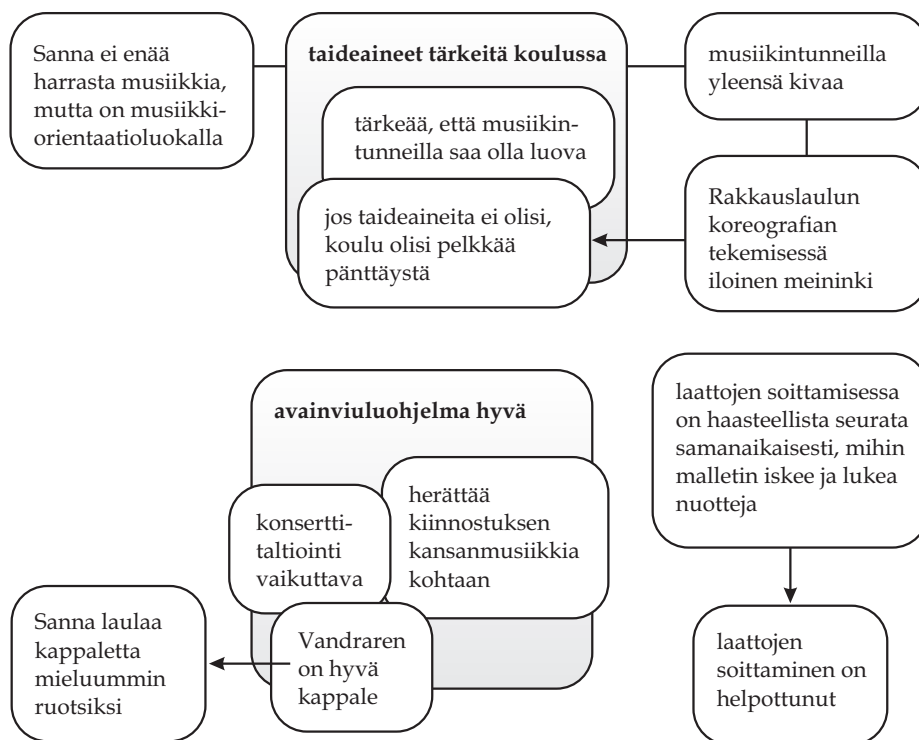 Sanna ei enää
harrasta musiikkia,
mutta on musiikki-
orientaatioluokalla
taideaineet tärkeitä koulussa
tärkeää, että musiikin-
tunneilla saa olla luova
jos taideaineita ei olisi,
koulu olisi pelkkää
pänttäystä
musiikintunneilla
yleensä kivaa
Rakkauslaulun
koreografian
tekemisessä
iloinen meininki
avainviuluohjelma hyvä
konsertti-
taltiointi
vaikuttava
herättää
kiinnostuksen
kansanmusiikkia
kohtaan
Vandraren
on hyvä
kappale
Sanna laulaa
kappaletta
mieluummin
ruotsiksi
laattojen soittamisessa
on haasteellista seurata
samanaikaisesti, mihin
malletin iskee ja lukea
nuotteja
laattojen
soittaminen on
helpottunut